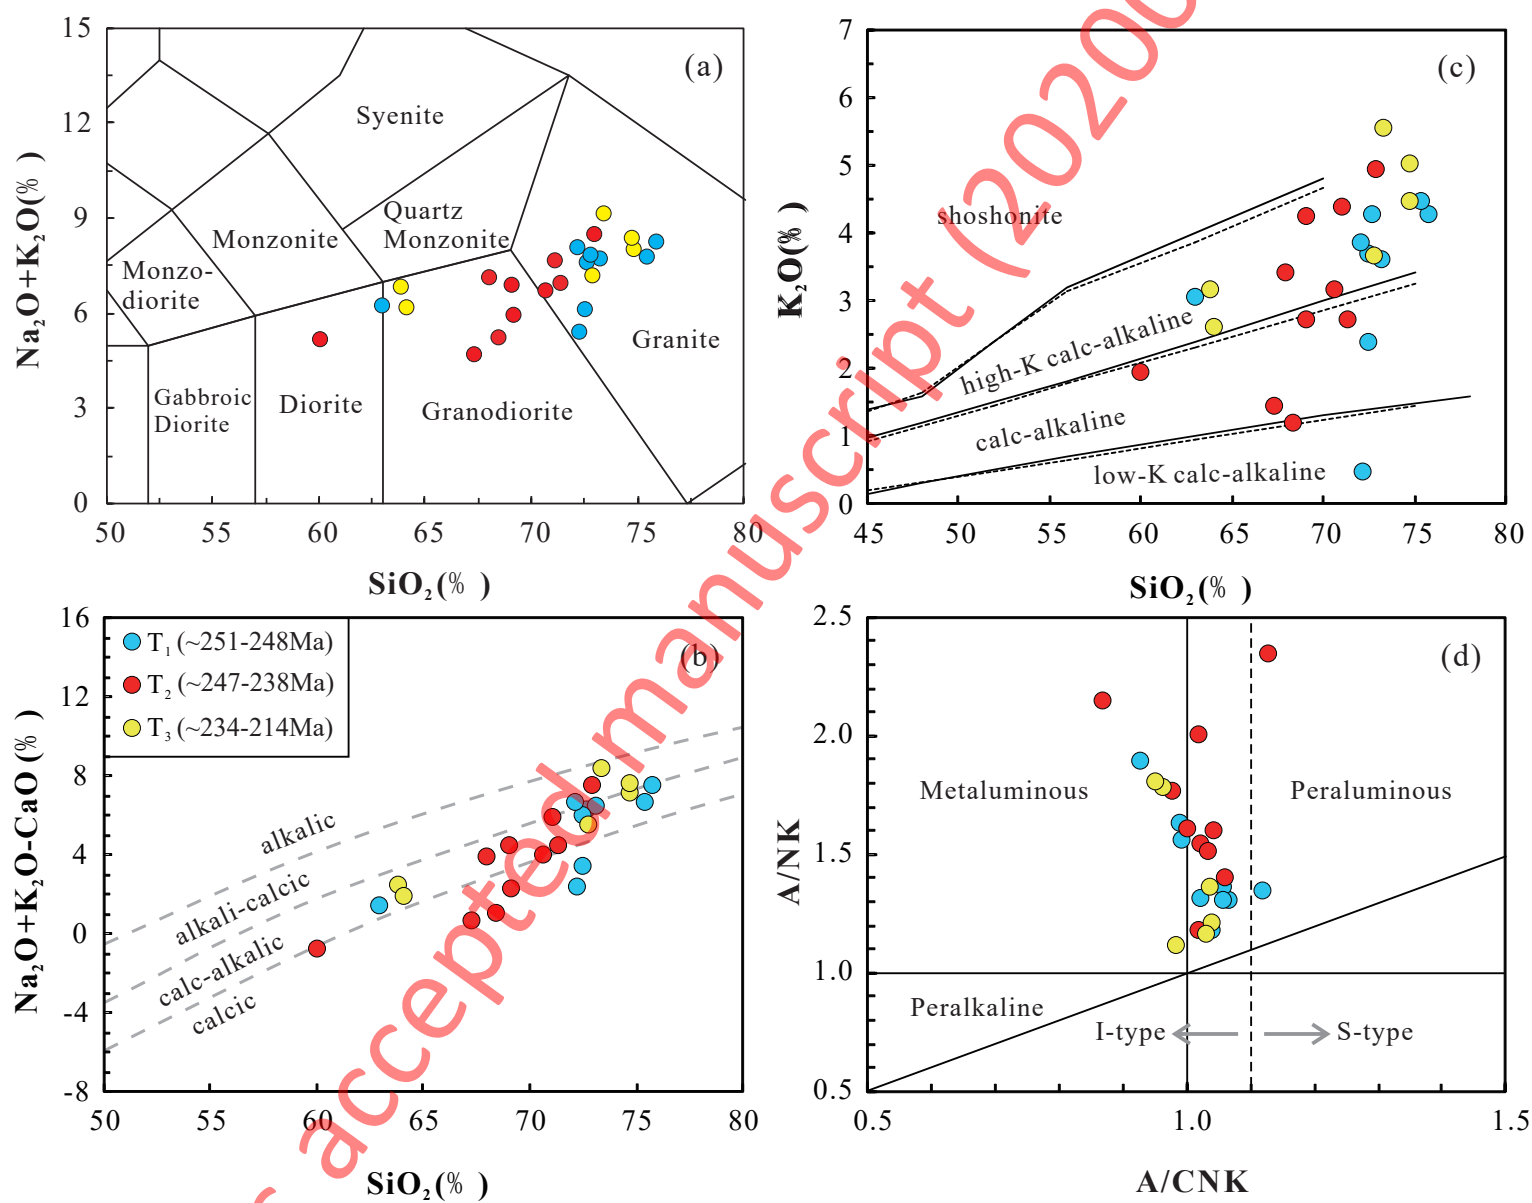 15
12
9
6
3
0
50
55
60
65
70
75
80
Na₂O+K₂O(% )
SiO₂(% )
(a)
Syenite
Quartz
Monzonite
Monzonite
Monzo-
diorite
Gabbroic
Diorite
Diorite
Granodiorite
Granite
7
6
5
4
3
2
1
0
45
50
55
60
65
70
75
80
K₂O(% )
SiO₂(% )
(c)
shoshonite
high-K calc-alkaline
calc-alkaline
low-K calc-alkaline
16
12
8
4
0
-4
-8
50
55
60
65
70
75
80
Na₂O+K₂O-CaO (% )
SiO₂(% )
(b)
T₁ (~251-248Ma)
T₂ (~247-238Ma)
T₃ (~234-214Ma)
alkalic
alkali-calcic
calc-alkalic
calcic
2.5
2.0
1.5
1.0
0.5
0.5
1.0
1.5
A/NK
A/CNK
(d)
Metaluminous
Peraluminous
Peralkaline
I-type
S-type
accepted manuscript (2020